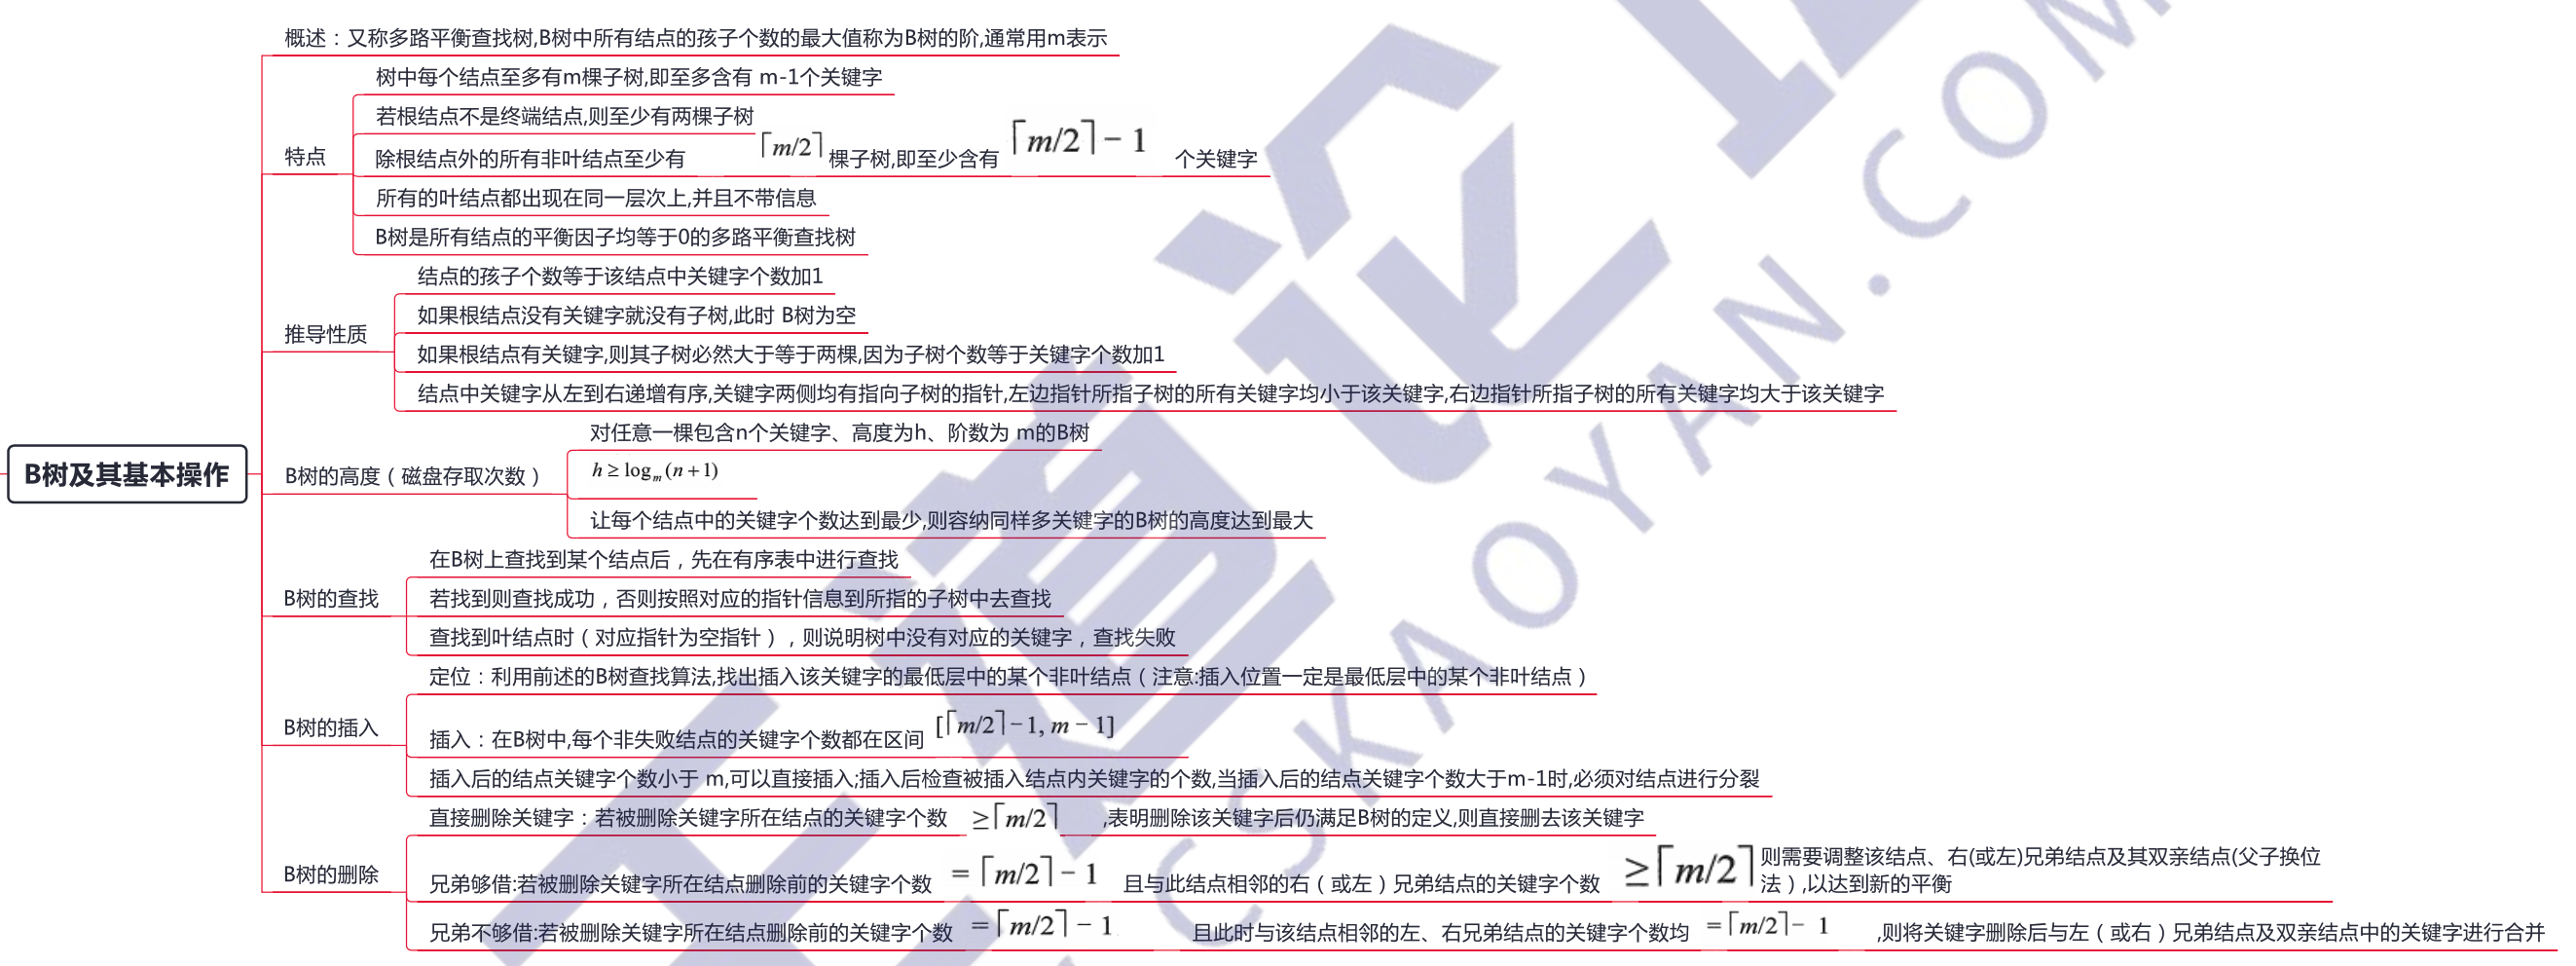 概述：又称多路平衡查找树,B树中所有结点的孩子个数的最大值称为B树的阶,通常用m表示
特点
树中每个结点至多有m棵子树,即至多含有 m-1个关键字
若根结点不是终端结点,则至少有两棵子树
除根结点外的所有非叶结点至少有 ⌈m/2⌉ 棵子树,即至少含有 ⌈m/2⌉ − 1 个关键字
所有的叶结点都出现在同一层次上,并且不带信息
B树是所有结点的平衡因子均等于0的多路平衡查找树
推导性质
结点的孩子个数等于该结点中关键字个数加1
如果根结点没有关键字就没有子树,此时 B树为空
如果根结点有关键字,则其子树必然大于等于两棵,因为子树个数等于关键字个数加1
结点中关键字从左到右递增有序,关键字两侧均有指向子树的指针,左边指针所指子树的所有关键字均小于该关键字,右边指针所指子树的所有关键字均大于该关键字
B树及其基本操作
B树的高度（磁盘存取次数）
对任意一棵包含n个关键字、高度为h、阶数为 m的B树
h ≥ logₘ(n + 1)
让每个结点中的关键字个数达到最少,则容纳同样多关键字的B树的高度达到最大
B树的查找
在B树上查找到某个结点后，先在有序表中进行查找
若找到则查找成功，否则按照对应的指针信息到所指的子树中去查找
查找到叶结点时（对应指针为空指针），则说明树中没有对应的关键字，查找失败
B树的插入
定位：利用前述的B树查找算法,找出插入该关键字的最低层中的某个非叶结点（注意:插入位置一定是最低层中的某个非叶结点）
插入：在B树中,每个非失败结点的关键字个数都在区间 [⌈m/2⌉ − 1, m − 1]
插入后的结点关键字个数小于 m,可以直接插入;插入后检查被插入结点内关键字的个数,当插入后的结点关键字个数大于m-1时,必须对结点进行分裂
B树的删除
直接删除关键字：若被删除关键字所在结点的关键字个数 ≥⌈m/2⌉ ,表明删除该关键字后仍满足B树的定义,则直接删去该关键字
兄弟够借:若被删除关键字所在结点删除前的关键字个数 = ⌈m/2⌉ − 1 且与此结点相邻的右（或左）兄弟结点的关键字个数 ≥⌈m/2⌉ 则需要调整该结点、右(或左)兄弟结点及其双亲结点(父子换位
法）,以达到新的平衡
兄弟不够借:若被删除关键字所在结点删除前的关键字个数 =⌈m/2⌉ − 1 且此时与该结点相邻的左、右兄弟结点的关键字个数均 =⌈m/2⌉− 1 ,则将关键字删除后与左（或右）兄弟结点及双亲结点中的关键字进行合并
王道论
CSKAOYAN.COM